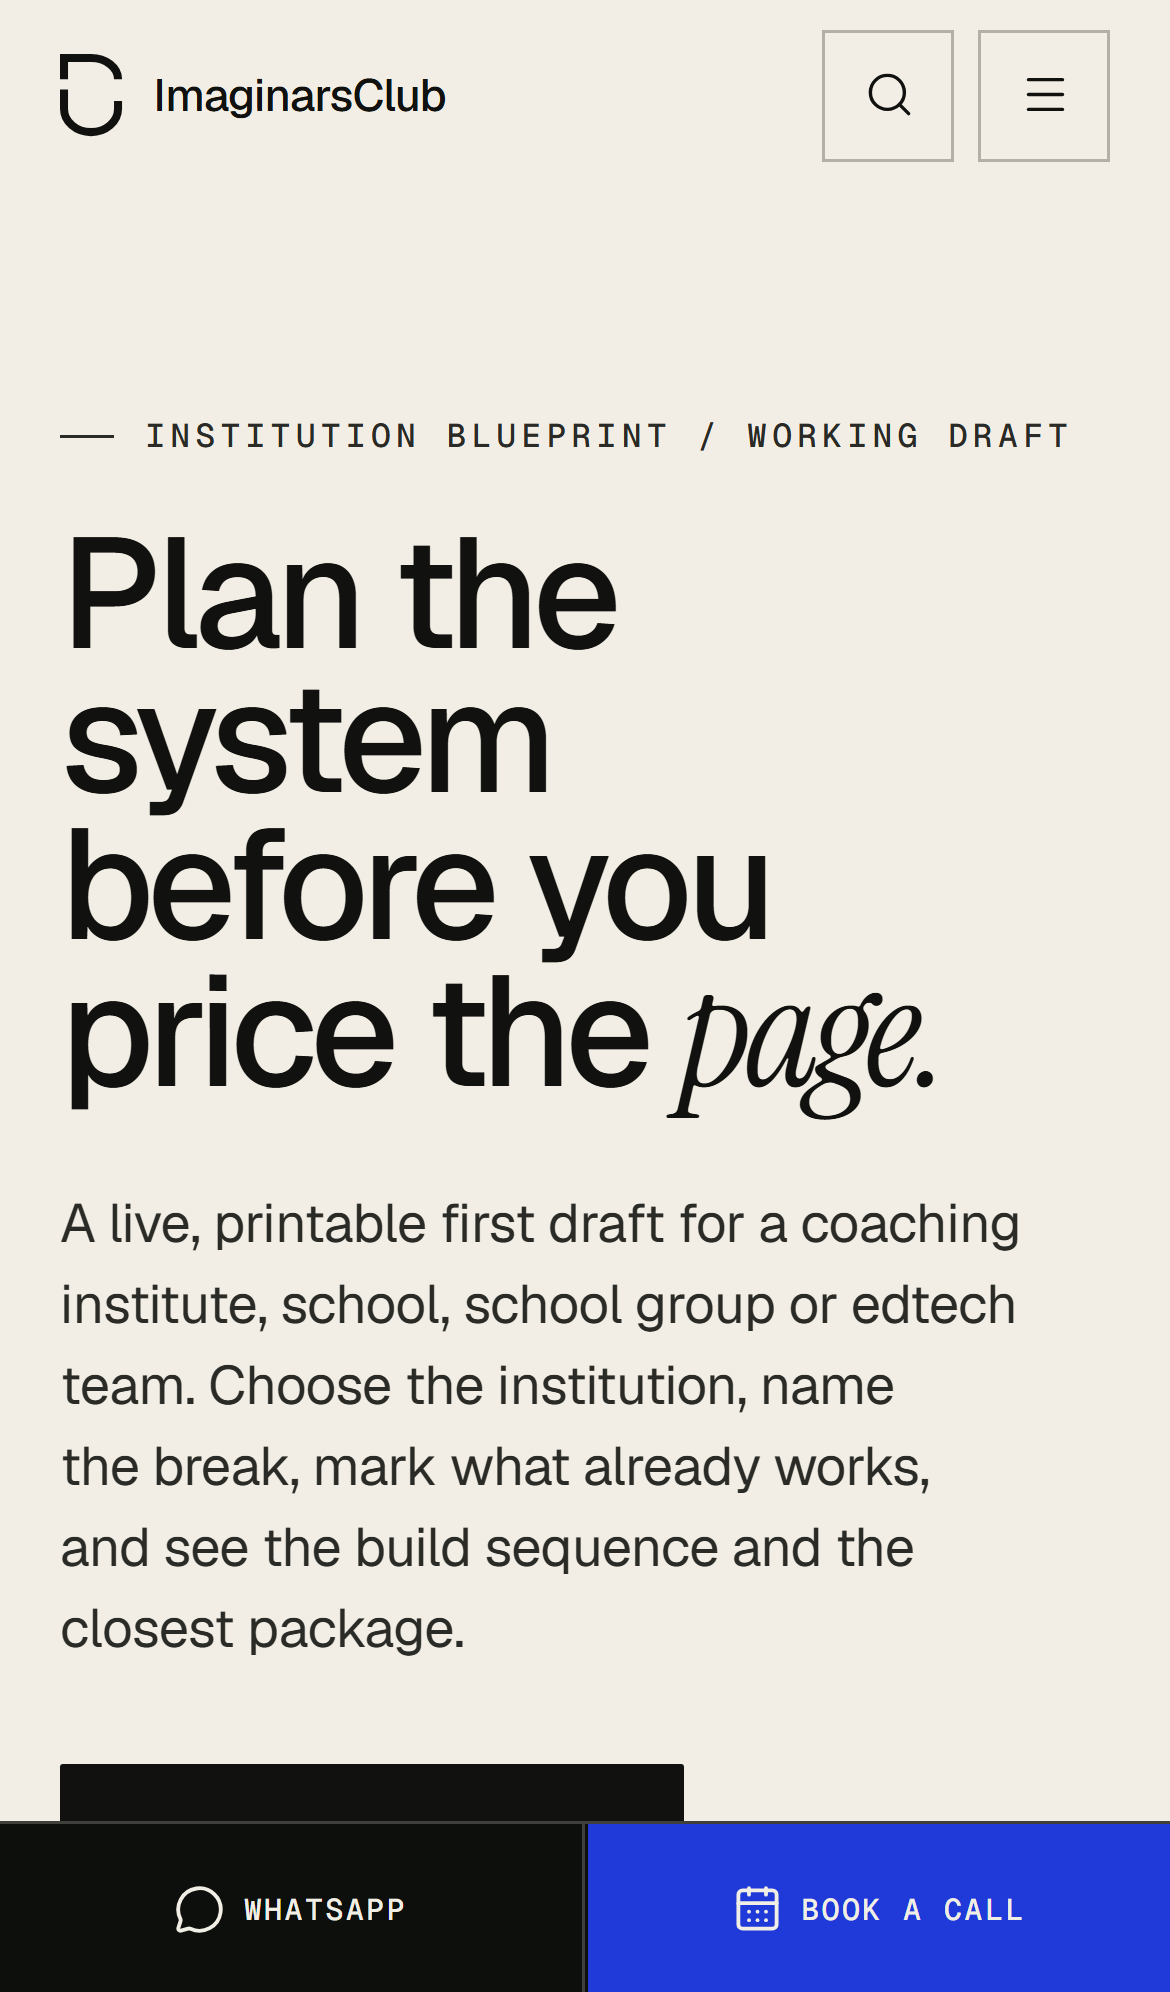 ImaginarsClub
INSTITUTION BLUEPRINT / WORKING DRAFT
Plan the
system
before you
price the page.
A live, printable first draft for a coaching
institute, school, school group or edtech
team. Choose the institution, name
the break, mark what already works,
and see the build sequence and the
closest package.
WHATSAPP
BOOK A CALL